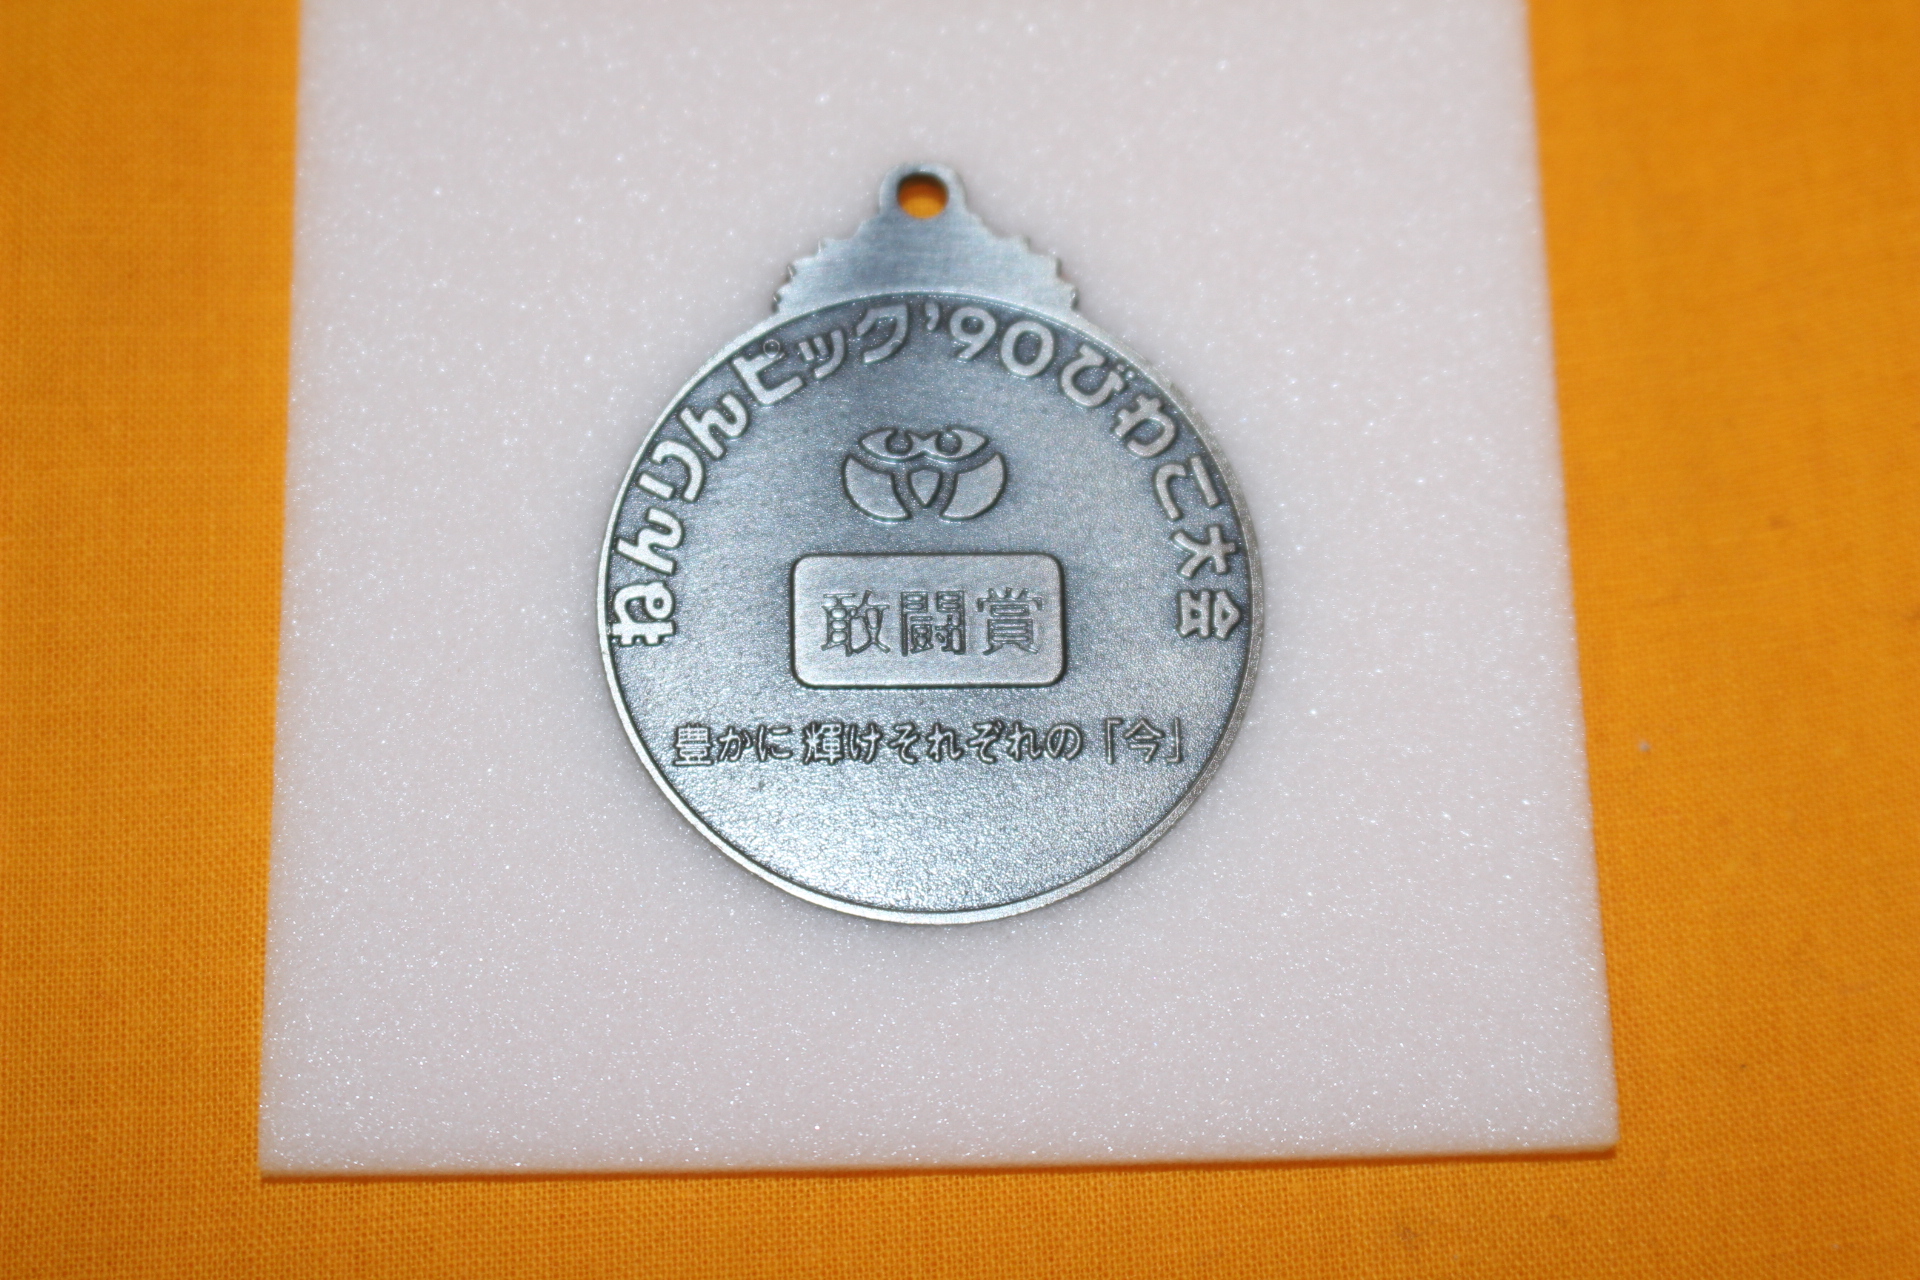 ねんりんピック'90びわこ大会
敢闘賞
豊かに輝けそれぞれの「今」